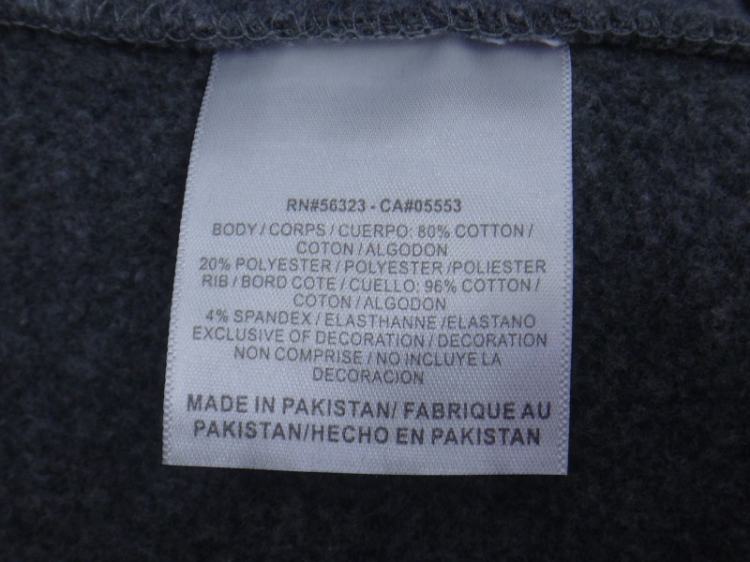 RN#56323 - CA#05553
BODY / CORPS / CUERPO: 80% COTTON /
COTON / ALGODON
20% POLYESTER / POLYESTER /POLIESTER
RIB / BORD COTE / CUELLO: 96% COTTON /
COTON / ALGODON
4% SPANDEX / ELASTHANNE /ELASTANO
EXCLUSIVE OF DECORATION / DECORATION
NON COMPRISE / NO INCLUYE LA
DECORACION
MADE IN PAKISTAN/ FABRIQUE AU
PAKISTAN/HECHO EN PAKISTAN